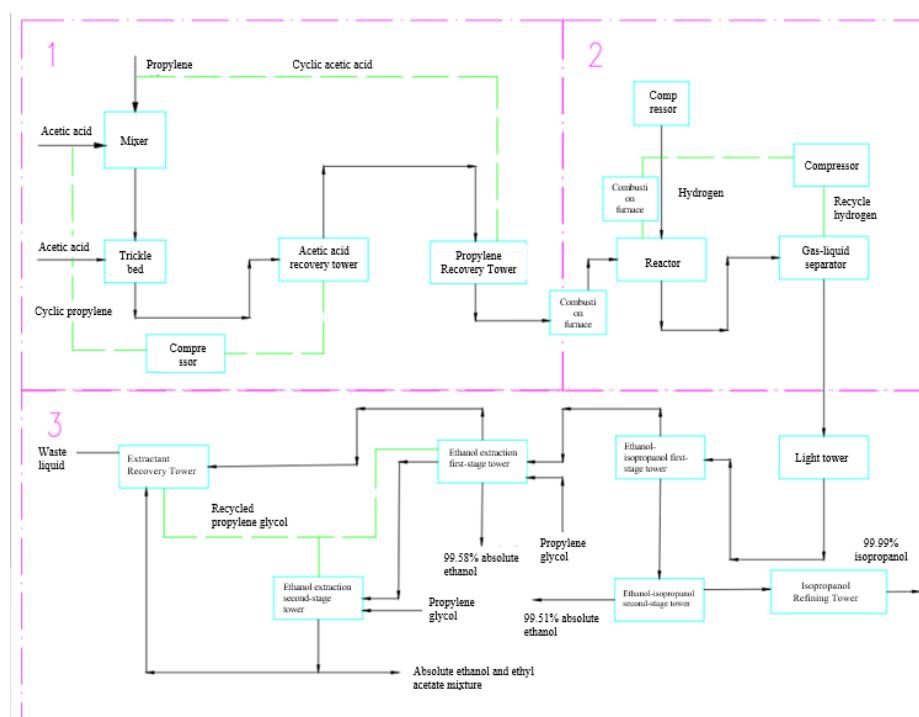 1
2
Propylene
Cyclic acetic acid
Comp
ressor
Acetic acid
Mixer
Compressor
Combusti
on
furnace
Hydrogen
Recycle
hydrogen
Acetic acid
Trickle
bed
Acetic acid
recovery tower
Propylene
Recovery Tower
Reactor
Gas-liquid
separator
Cyclic propylene
Combusti
on
furnace
Compre
ssor
3
Waste
liquid
Extractant
Recovery Tower
Ethanol extraction
first-stage tower
Ethanol-
isopropanol first-
stage tower
Light tower
Recycled
propylene glycol
99.58% absolute
ethanol
Propylene
glycol
99.99%
isopropanol
Ethanol extraction
second-stage
tower
Propylene
glycol
99.51% absolute
ethanol
Ethanol-isopropanol
second-stage tower
Isopropanol
Refining Tower
Absolute ethanol and ethyl
acetate mixture